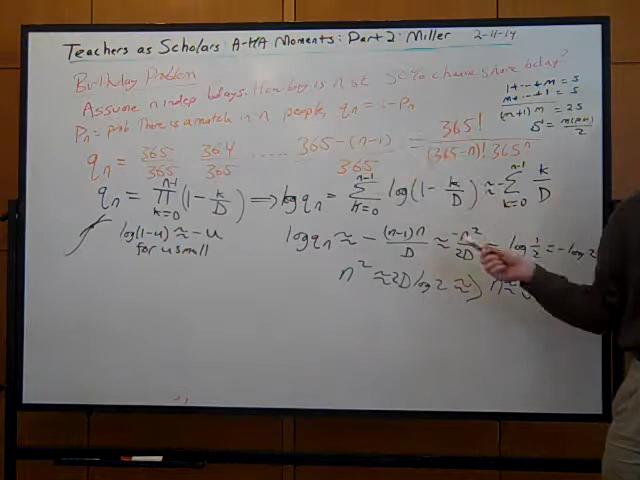 Teachers as Scholars: A-HA Moments: Part 2: Miller 2-11-14
Birthday Problem
Assume n indep bdays. How big is n st 50% chance share bday?
1+...+m = S
m+...+1 = S
(m+1)m = 2S
S = m(m+1)/2
Pn = prob there is a match in n people, qn = 1-Pn
qn = 365/365 364/365 ..... 365-(n-1)/365 = 365!/(365-n)! 365^n
qn = ∏_{k=0}^{n-1} (1 - k/D) ⟹ log qn = ∑_{k=0}^{n-1} log(1 - k/D) ≈ -∑_{k=0}^{n-1} k/D
log(1-u) ≈ -u
for u small
log qn ≈ - (n-1)n/D ≈ -n²/2D = log 1/2 = -log 2
n² ≈ 2D log 2 ≈) n ≈